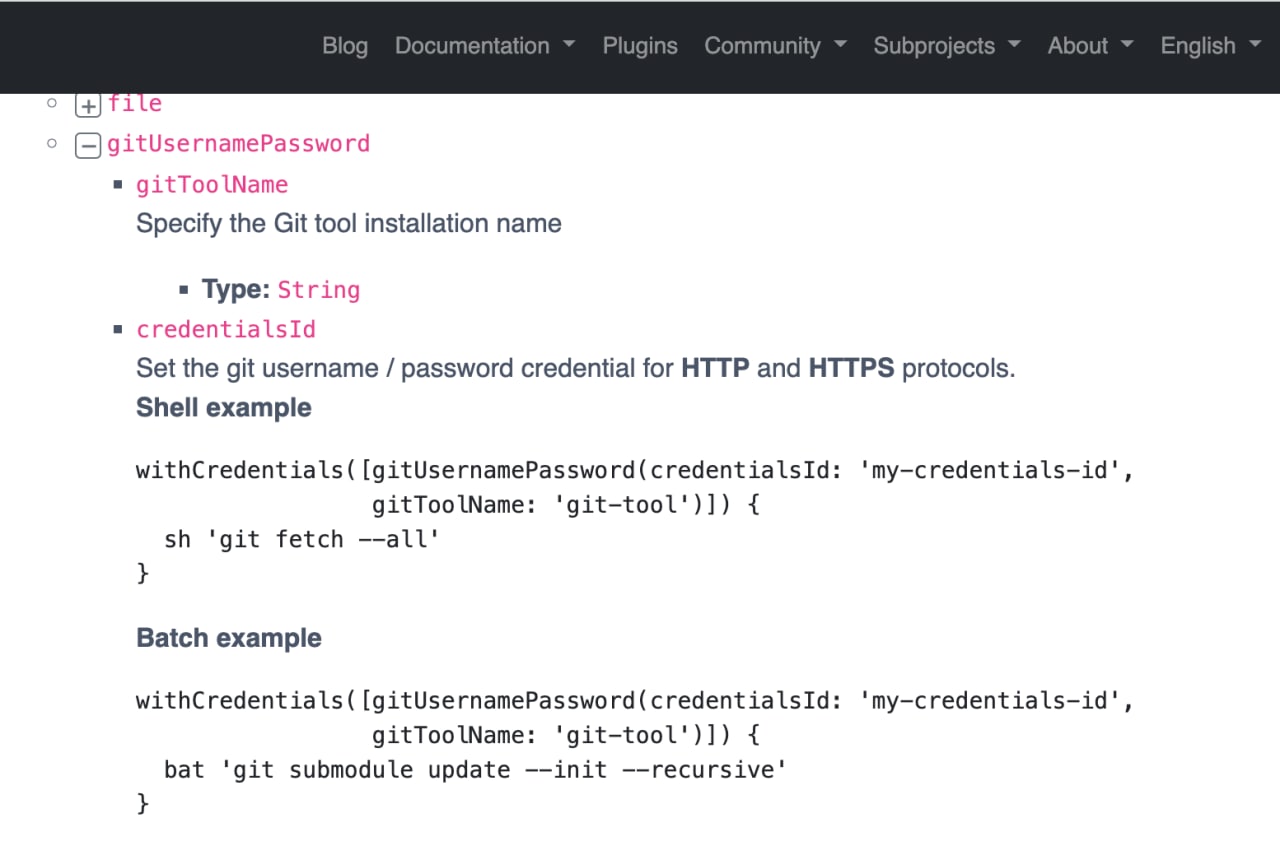 Blog Documentation Plugins Community Subprojects About English
file
gitUsernamePassword
gitToolName
Specify the Git tool installation name
Type: String
credentialsId
Set the git username / password credential for HTTP and HTTPS protocols.
Shell example
withCredentials([gitUsernamePassword(credentialsId: 'my-credentials-id',
                 gitToolName: 'git-tool')]) {
  sh 'git fetch --all'
}
Batch example
withCredentials([gitUsernamePassword(credentialsId: 'my-credentials-id',
                 gitToolName: 'git-tool')]) {
  bat 'git submodule update --init --recursive'
}